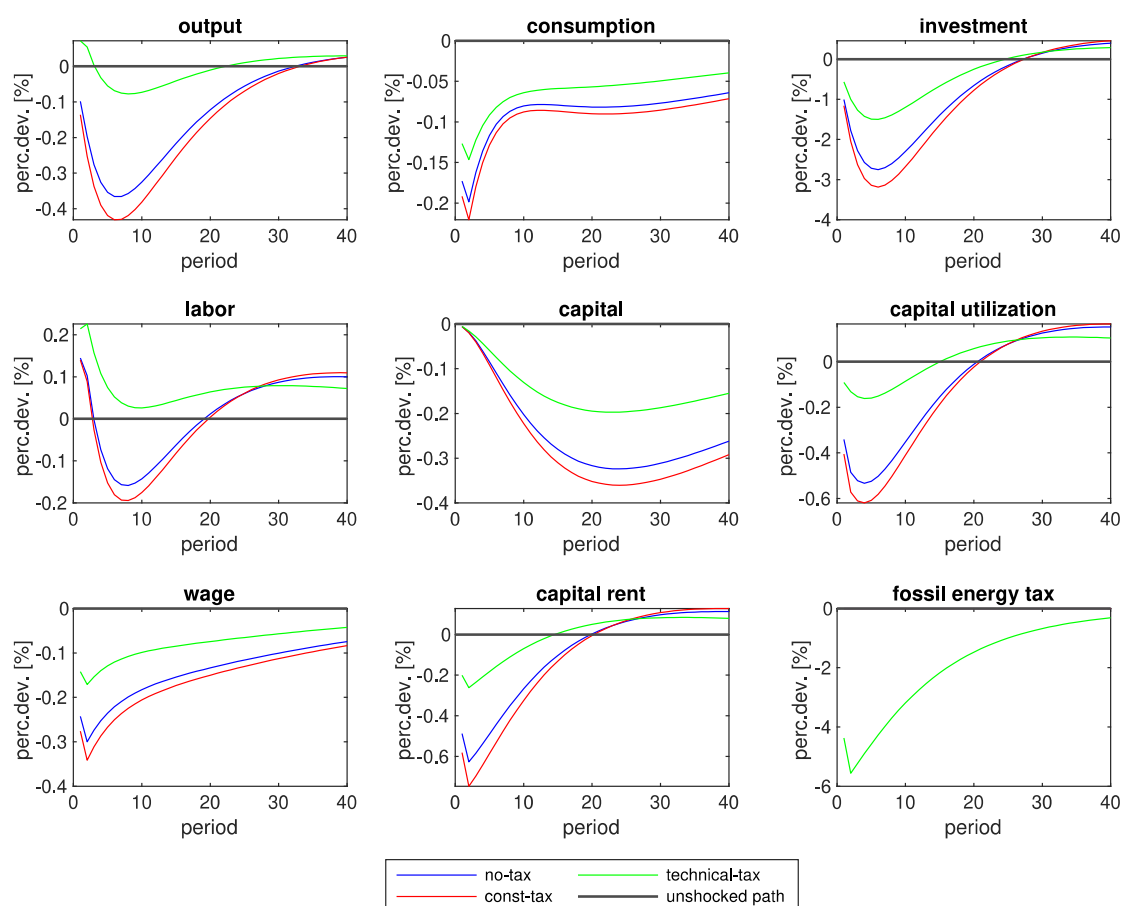 output
perc.dev. [%]
0
-0.1
-0.2
-0.3
-0.4
0 10 20 30 40
period
consumption
perc.dev. [%]
0
-0.05
-0.1
-0.15
-0.2
0 10 20 30 40
period
investment
perc.dev. [%]
0
-1
-2
-3
-4
0 10 20 30 40
period
labor
perc.dev. [%]
0.2
0.1
0
-0.1
-0.2
0 10 20 30 40
period
capital
perc.dev. [%]
0
-0.1
-0.2
-0.3
-0.4
0 10 20 30 40
period
capital utilization
perc.dev. [%]
0
-0.2
-0.4
-0.6
0 10 20 30 40
period
wage
perc.dev. [%]
0
-0.1
-0.2
-0.3
-0.4
0 10 20 30 40
period
capital rent
perc.dev. [%]
0
-0.2
-0.4
-0.6
0 10 20 30 40
period
fossil energy tax
perc.dev. [%]
0
-2
-4
-6
0 10 20 30 40
period
no-tax technical-tax
const-tax unshocked path